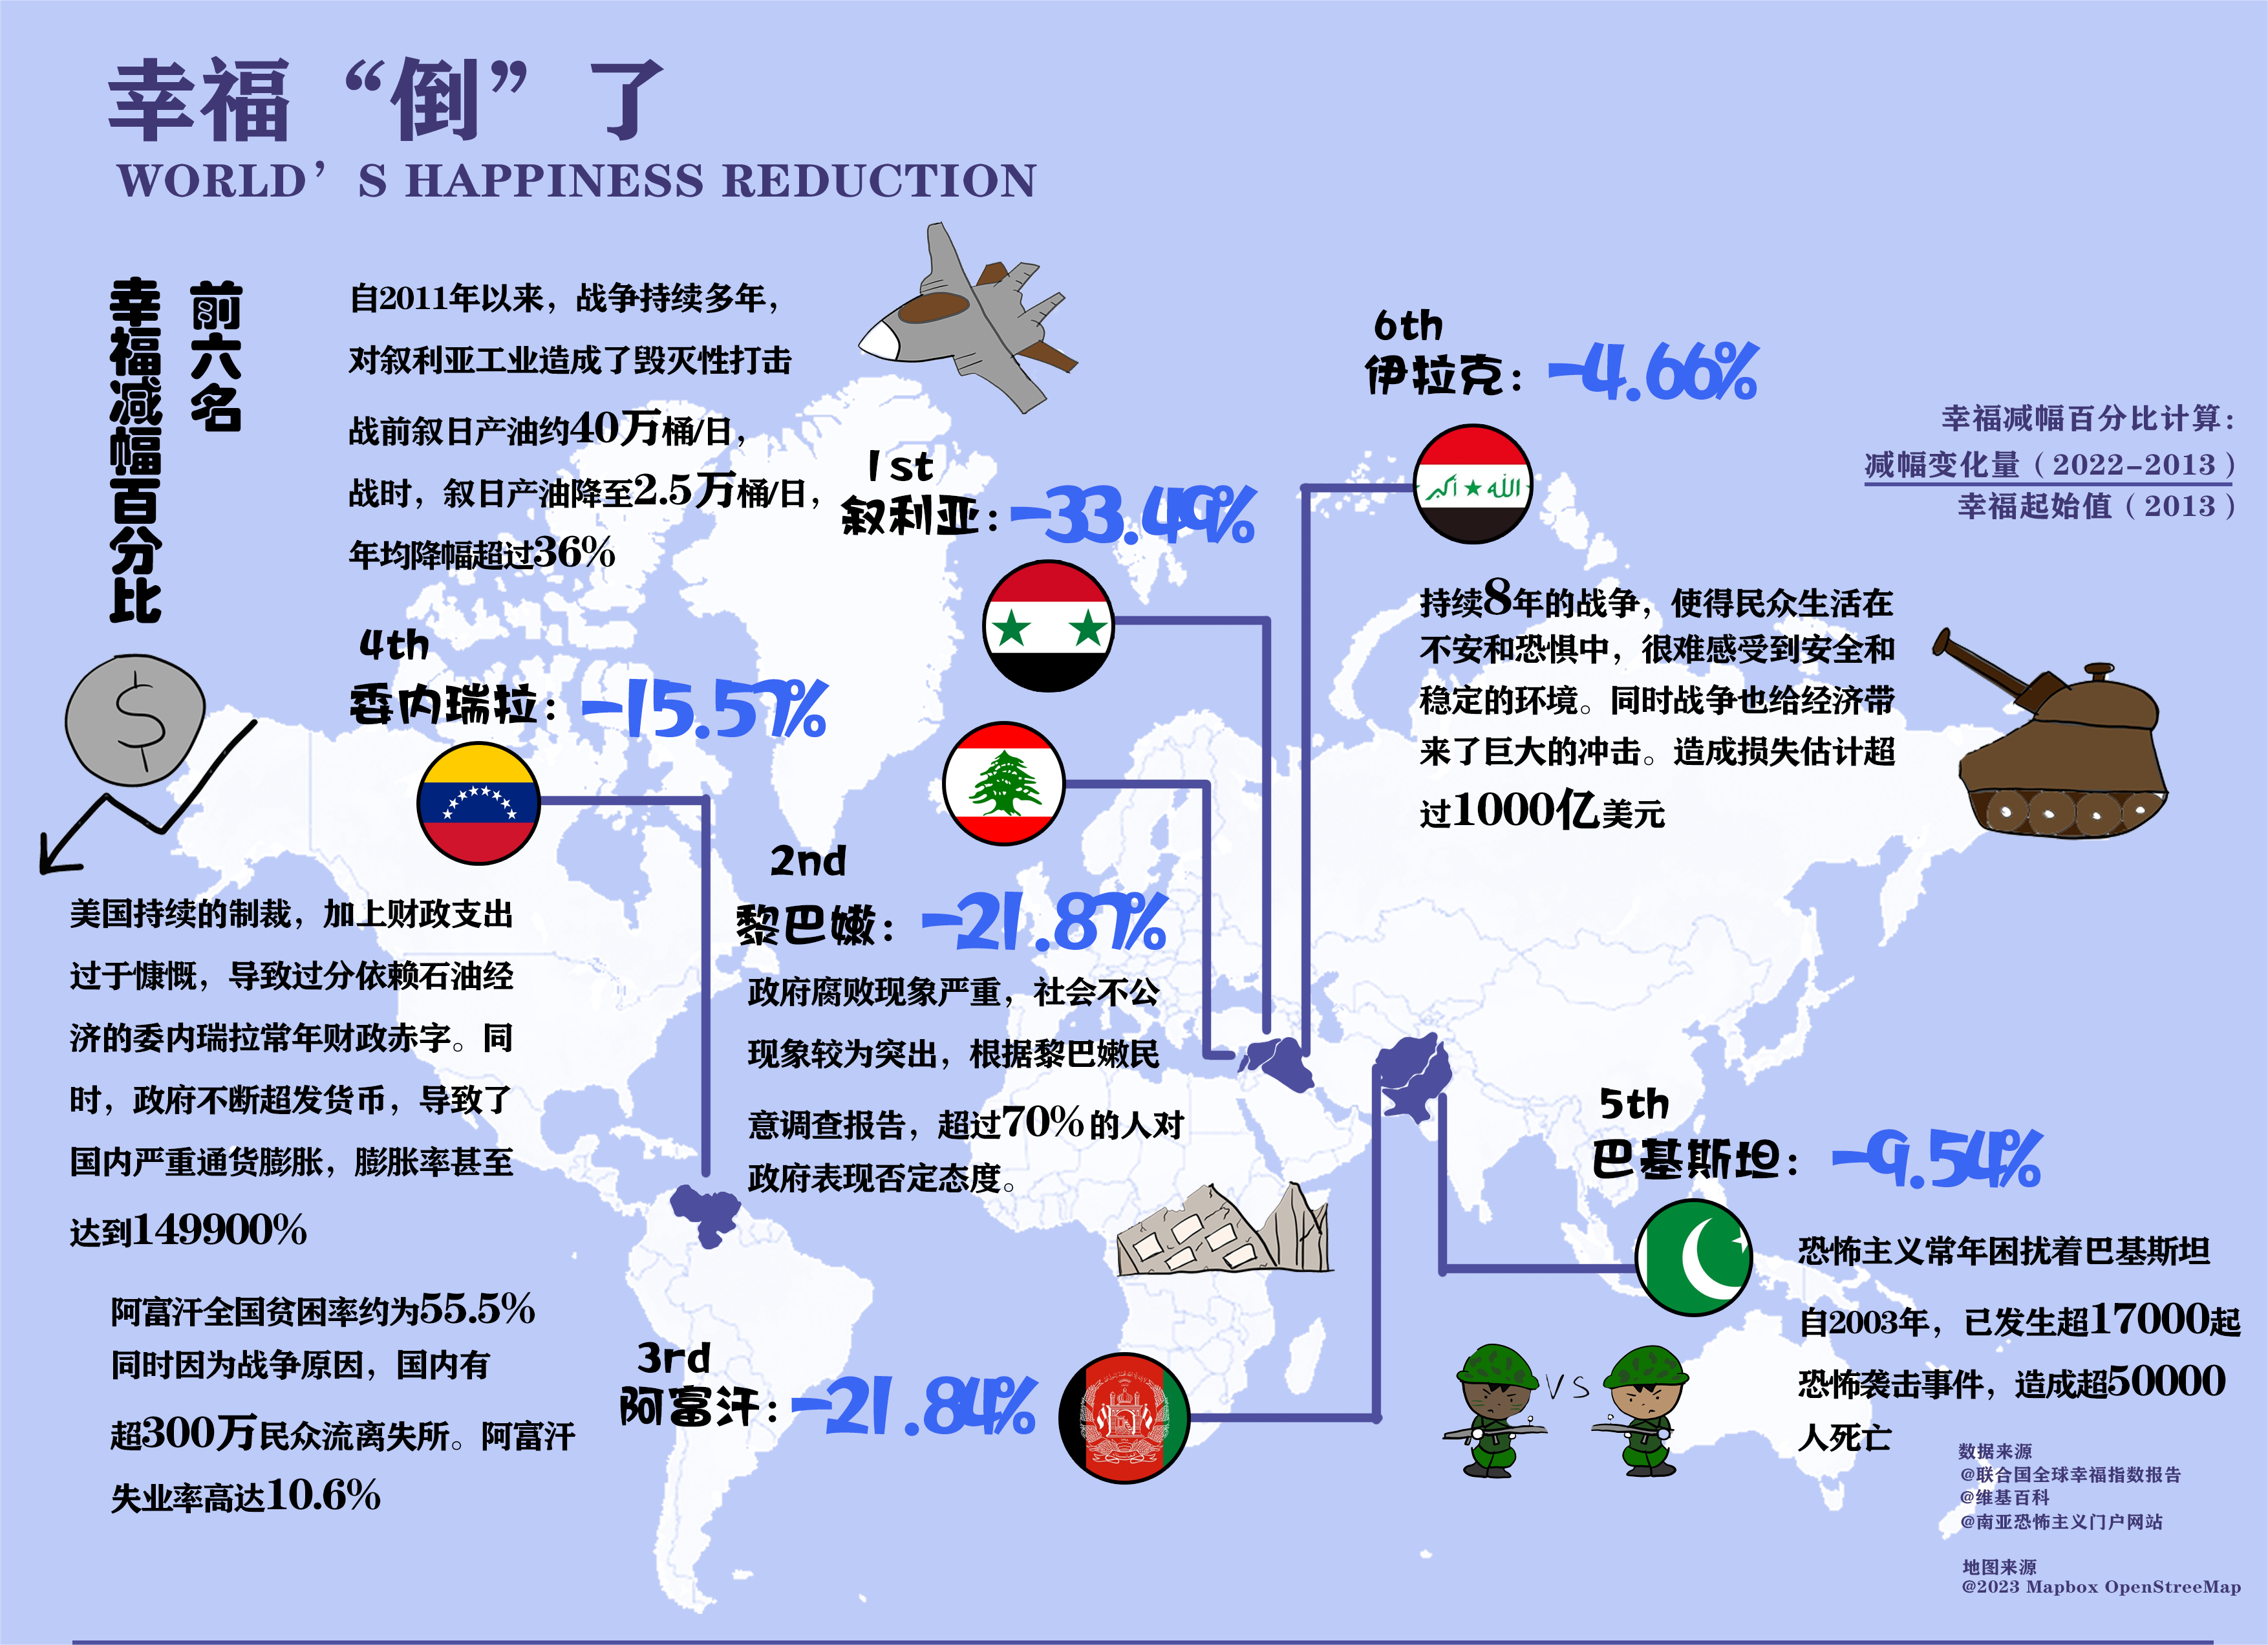 幸福“倒”了
WORLD’S HAPPINESS REDUCTION
前六名
幸福减幅百分比
自2011年以来，战争持续多年，
对叙利亚工业造成了毁灭性打击
战前叙日产油约40万桶/日，
战时，叙日产油降至2.5万桶/日，
年均降幅超过36%
1st
叙利亚：-33.49%
6th
伊拉克：-4.66%
幸福减幅百分比计算：
减幅变化量（2022-2013）
幸福起始值（2013）
الله ★ اكبر
持续8年的战争，使得民众生活在
不安和恐惧中，很难感受到安全和
稳定的环境。同时战争也给经济带
来了巨大的冲击。造成损失估计超
过1000亿美元
4th
委内瑞拉：-15.57%
$
美国持续的制裁，加上财政支出
过于慷慨，导致过分依赖石油经
济的委内瑞拉常年财政赤字。同
时，政府不断超发货币，导致了
国内严重通货膨胀，膨胀率甚至
达到149900%
2nd
黎巴嫩：-21.87%
政府腐败现象严重，社会不公
现象较为突出，根据黎巴嫩民
意调查报告，超过70%的人对
政府表现否定态度。
阿富汗全国贫困率约为55.5%
同时因为战争原因，国内有
超300万民众流离失所。阿富汗
失业率高达10.6%
3rd
阿富汗：-21.84%
5th
巴基斯坦：-9.54%
恐怖主义常年困扰着巴基斯坦
自2003年，已发生超17000起
恐怖袭击事件，造成超50000
人死亡
VS
数据来源
@联合国全球幸福指数报告
@维基百科
@南亚恐怖主义门户网站
地图来源
@2023 Mapbox OpenStreeMap